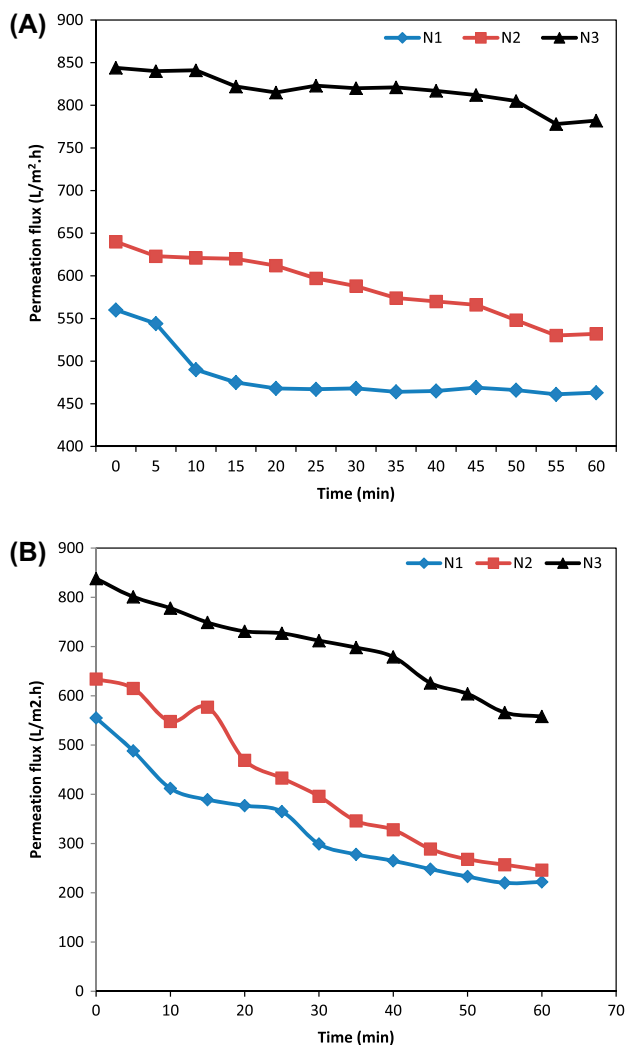 (A)
N1 N2 N3
900
850
800
750
700
650
600
550
500
450
400
Permeation flux (L/m².h)
0 5 10 15 20 25 30 35 40 45 50 55 60
Time (min)
(B)
N1 N2 N3
900
800
700
600
500
400
300
200
100
0
Permeation flux (L/m2.h)
0 10 20 30 40 50 60 70
Time (min)